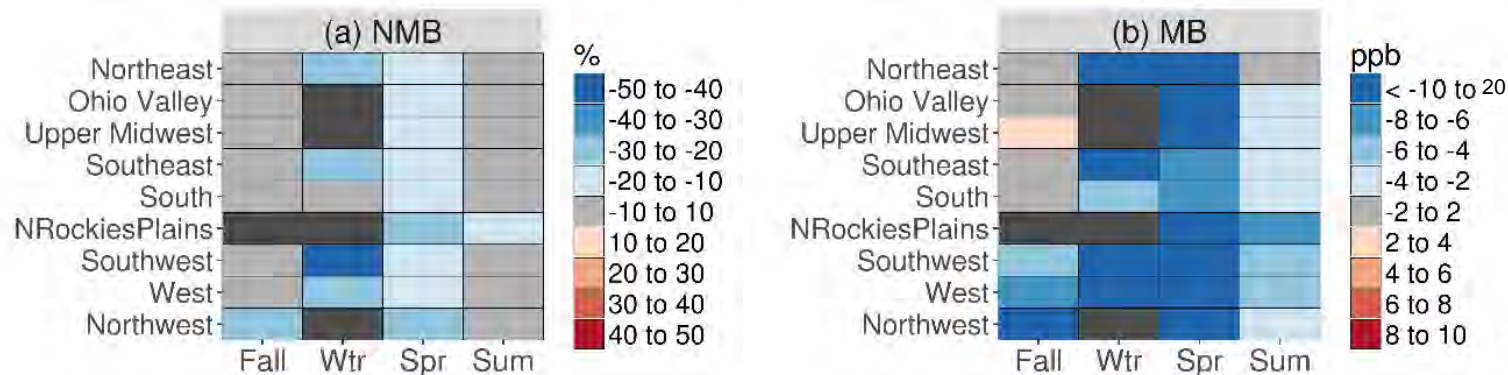 (a) NMB
Northeast
Ohio Valley
Upper Midwest
Southeast
South
NRockiesPlains
Southwest
West
Northwest
Fall Wtr Spr Sum
%
-50 to -40
-40 to -30
-30 to -20
-20 to -10
-10 to 10
10 to 20
20 to 30
30 to 40
40 to 50
(b) MB
Northeast
Ohio Valley
Upper Midwest
Southeast
South
NRockiesPlains
Southwest
West
Northwest
Fall Wtr Spr Sum
ppb
< -10 to 20
-8 to -6
-6 to -4
-4 to -2
-2 to 2
2 to 4
4 to 6
6 to 8
8 to 10